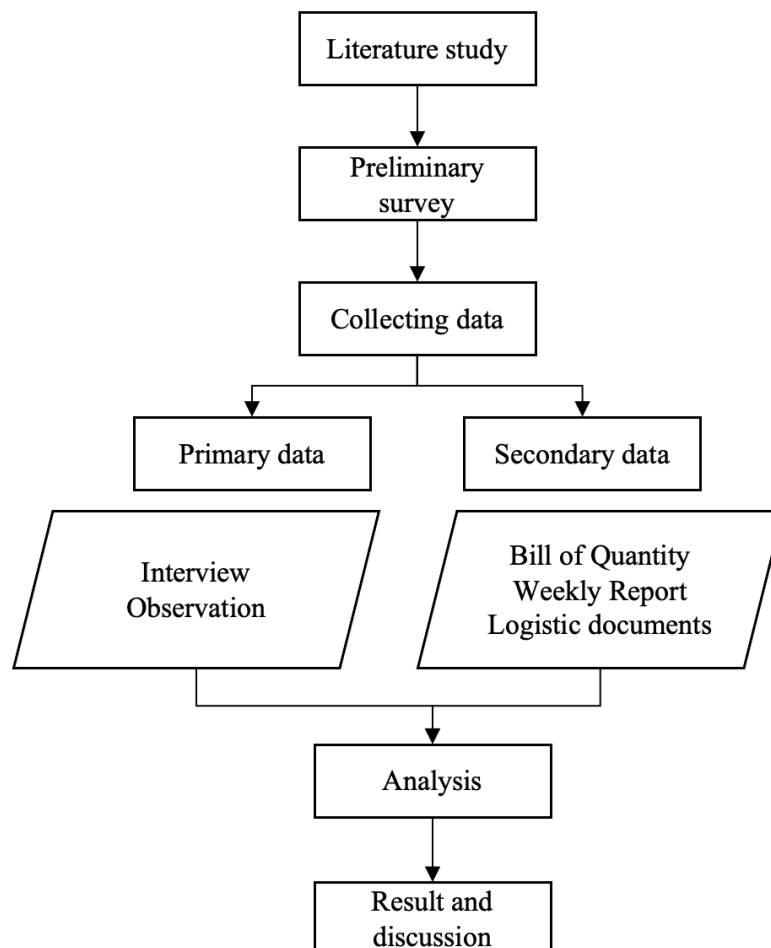 Literature study
Preliminary
survey
Collecting data
Primary data
Secondary data
Interview
Observation
Bill of Quantity
Weekly Report
Logistic documents
Analysis
Result and
discussion